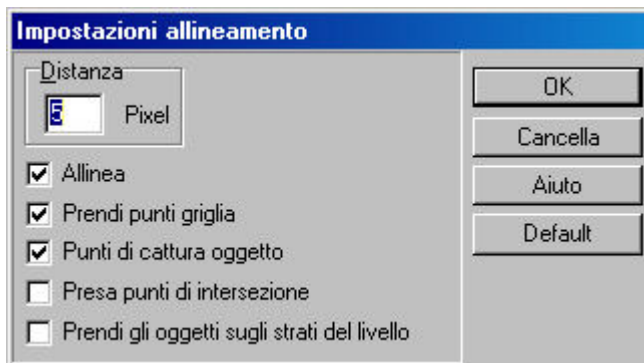 Impostazioni allineamento
Distanza
5 Pixel
Allinea
Prendi punti griglia
Punti di cattura oggetto
Presa punti di intersezione
Prendi gli oggetti sugli strati del livello
OK
Cancella
Aiuto
Default